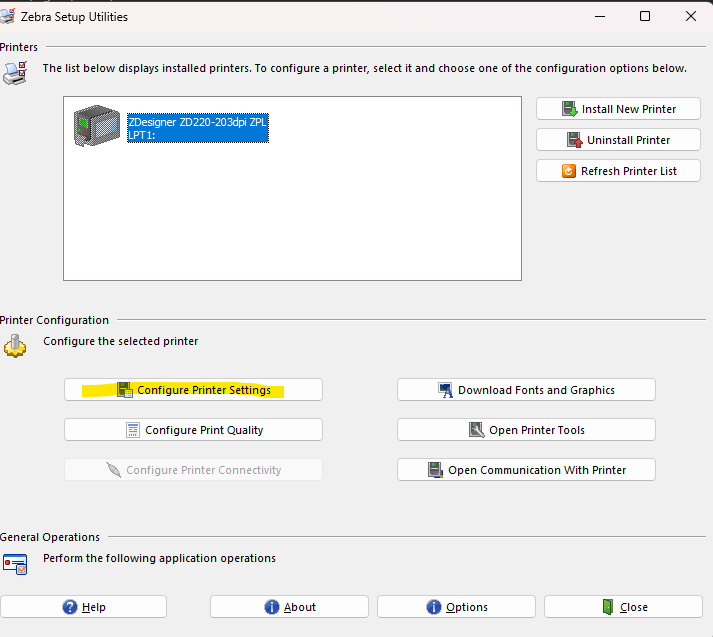 Zebra Setup Utilities
Printers
The list below displays installed printers. To configure a printer, select it and choose one of the configuration options below.
ZDesigner ZD220-203dpi ZPL
LPT1:
Install New Printer
Uninstall Printer
Refresh Printer List
Printer Configuration
Configure the selected printer
Configure Printer Settings
Download Fonts and Graphics
Configure Print Quality
Open Printer Tools
Configure Printer Connectivity
Open Communication With Printer
General Operations
Perform the following application operations
Help
About
Options
Close